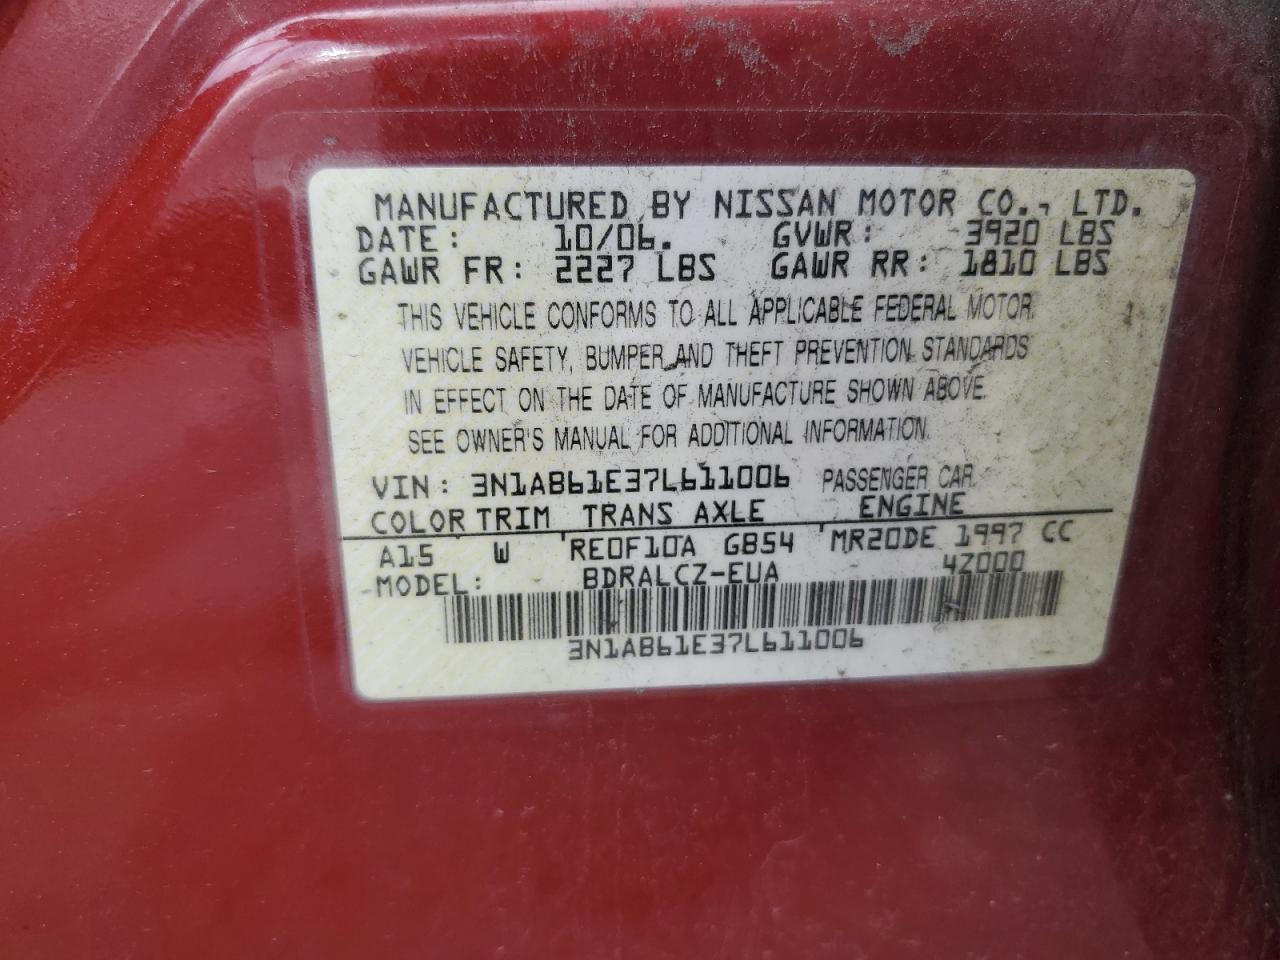 MANUFACTURED BY NISSAN MOTOR CO., LTD.
DATE: 10/06. GVWR: 3920 LBS
GAWR FR: 2227 LBS GAWR RR: 1810 LBS
THIS VEHICLE CONFORMS TO ALL APPLICABLE FEDERAL MOTOR
VEHICLE SAFETY, BUMPER AND THEFT PREVENTION STANDARDS
IN EFFECT ON THE DATE OF MANUFACTURE SHOWN ABOVE.
SEE OWNER'S MANUAL FOR ADDITIONAL INFORMATION.
VIN: 3N1AB61E37L611006 PASSENGER CAR
COLOR TRIM TRANS AXLE ENGINE
A15 W RE0F10A G854 MR20DE 1997 CC
MODEL: BDRALCZ-EUA 4Z000
3N1AB61E37L611006